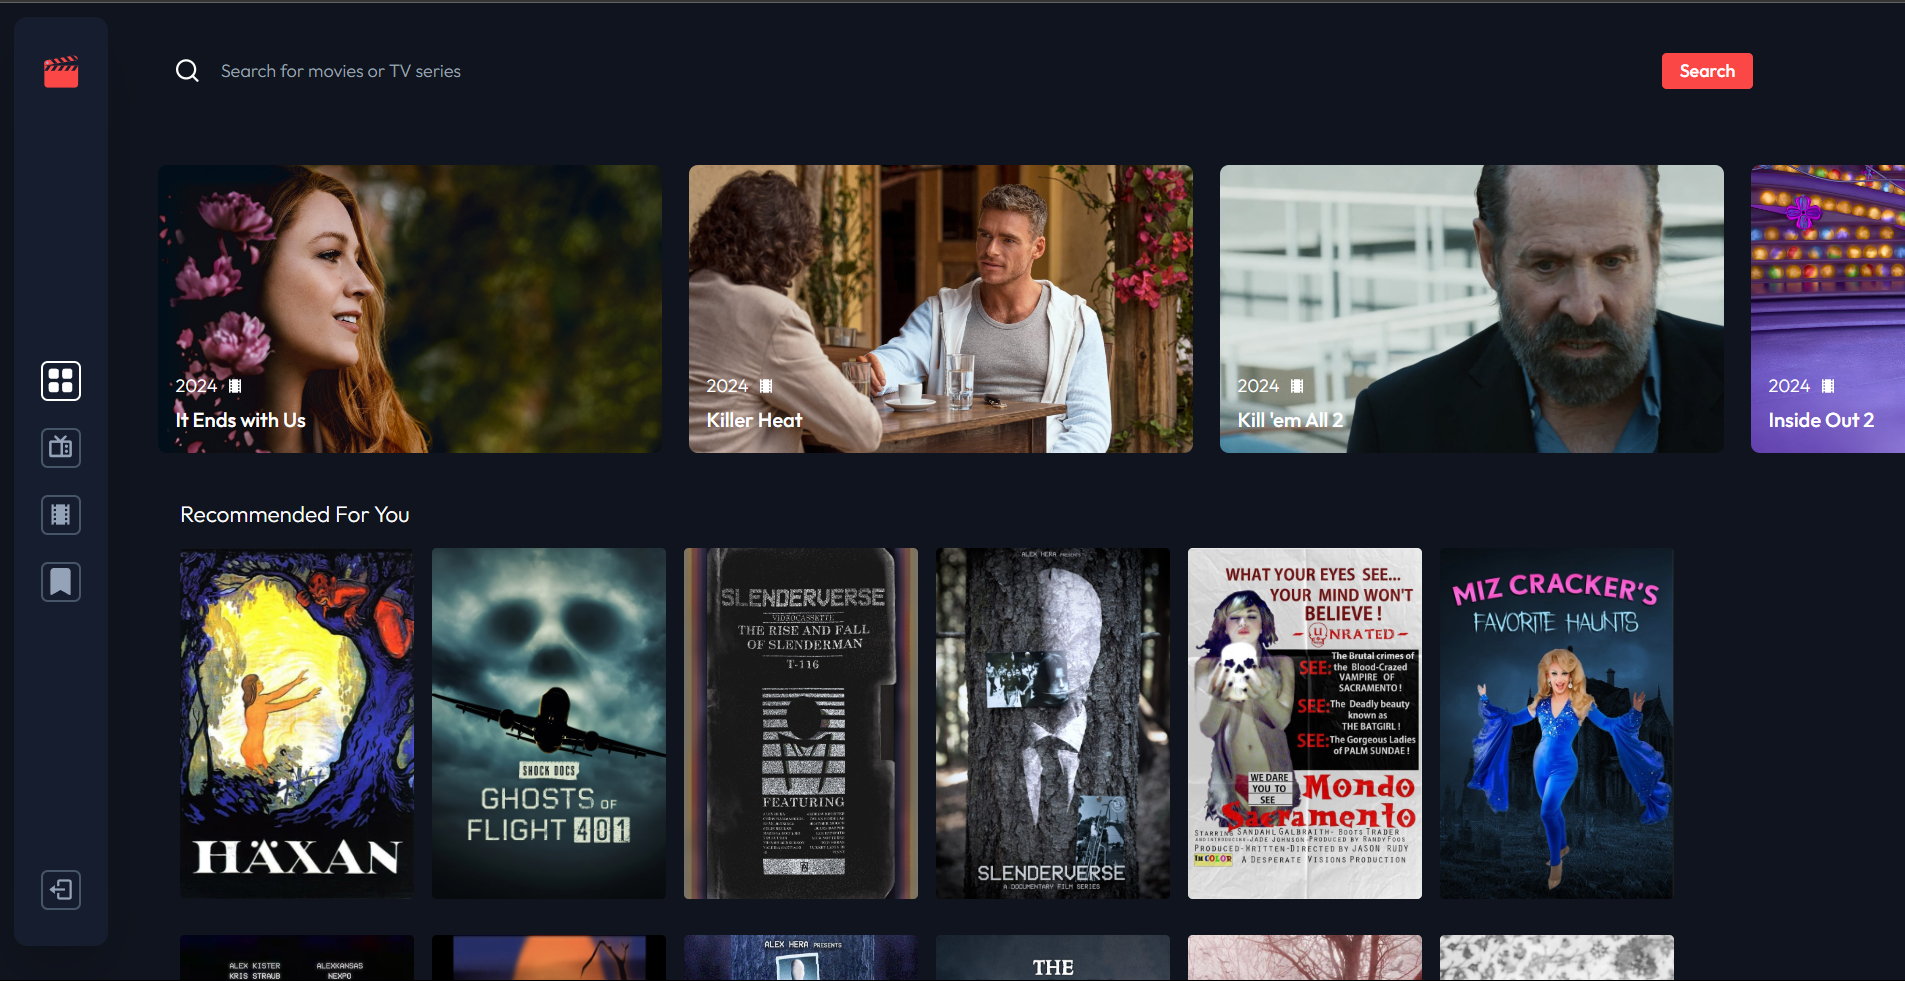 Search for movies or TV series
Search
2024
It Ends with Us
2024
Killer Heat
2024
Kill 'em All 2
2024
Inside Out 2
Recommended For You
HÄXAN
SHOCK DOCS
GHOSTS OF
FLIGHT 401
SLENDERVERSE
VIDEOCASSETTE
THE RISE AND FALL
OF SLENDERMAN
T-116
FEATURING
ALEX HERA PRESENTS
SLENDERVERSE
A DOCUMENTARY FILM SERIES
WHAT YOUR EYES SEE...
YOUR MIND WON'T
BELIEVE!
UNRATED
SEE: The Brutal crimes of
the Blood-Crazed
VAMPIRE OF
SACRAMENTO!
SEE: The Deadly beauty
known as
THE BATGIRL!
SEE: The Gorgeous Ladies
of PALM SUNDAE!
WE DARE
YOU TO
SEE
Mondo
Sacramento
STARRING SANDAHL GALBRAITH- BOOTS TRADER
AND INTRODUCING JADE JOHNSON PRODUCED BY RANDY FOOS
PRODUCED-WRITTEN-DIRECTED BY JASON RUDY
IN COLOR A DESPERATE VISIONS PRODUCTION
MIZ CRACKER'S
FAVORITE HAUNTS
ALEX KISTER ALEXKANSAS
KRIS STRAUB NEXPO
ALEX HERA PRESENTS
THE